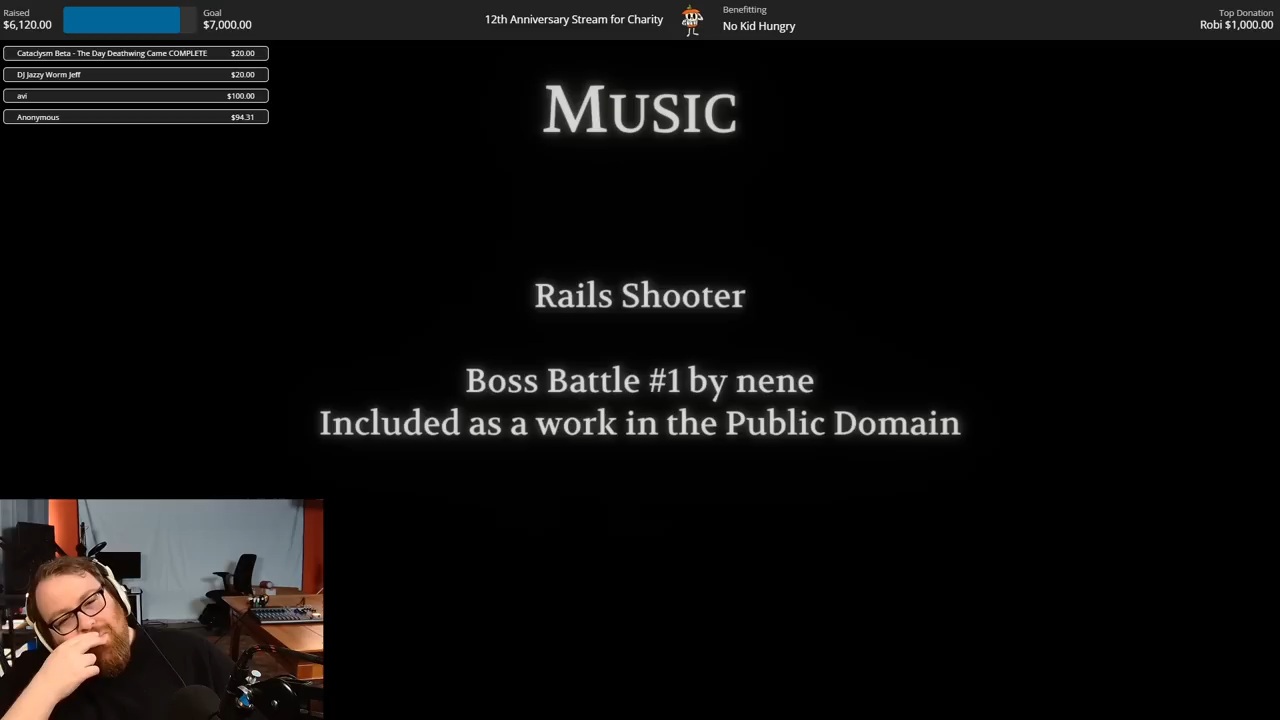 Raised
$6,120.00
Goal
$7,000.00
12th Anniversary Stream for Charity
Benefitting
No Kid Hungry
Top Donation
Robi $1,000.00
Cataclysm Beta - The Day Deathwing Came COMPLETE $20.00
DJ Jazzy Worm Jeff $20.00
avi $100.00
Anonymous $94.31
MUSIC
Rails Shooter
Boss Battle #1 by nene
Included as a work in the Public Domain